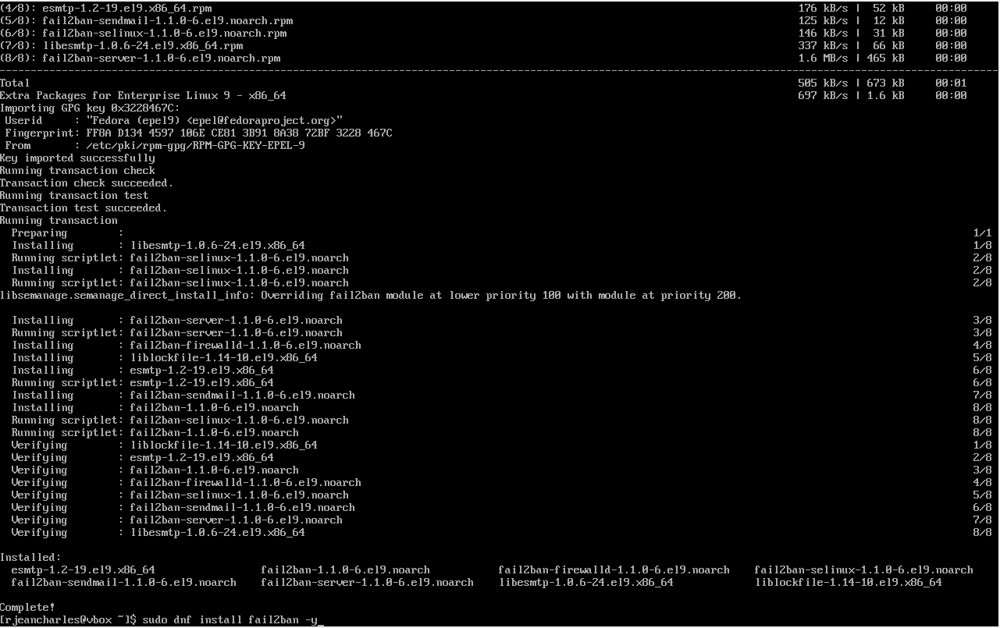 (4/8): esmtp-1.2-19.el9.x86_64.rpm 176 kB/s | 52 kB 00:00
(5/8): fail2ban-sendmail-1.1.0-6.el9.noarch.rpm 125 kB/s | 12 kB 00:00
(6/8): fail2ban-selinux-1.1.0-6.el9.noarch.rpm 146 kB/s | 31 kB 00:00
(7/8): libesmtp-1.0.6-24.el9.x86_64.rpm 337 kB/s | 66 kB 00:00
(8/8): fail2ban-server-1.1.0-6.el9.noarch.rpm 1.6 MB/s | 465 kB 00:00
--------------------------------------------------------------------------------
Total 505 kB/s | 673 kB 00:01
Extra Packages for Enterprise Linux 9 - x86_64 697 kB/s | 1.6 kB 00:00
Importing GPG key 0x3228467C:
Userid : "Fedora (epel9) <epel@fedoraproject.org>"
Fingerprint: FF8A D134 4597 106E CE81 3B91 8A38 72BF 3228 467C
From : /etc/pki/rpm-gpg/RPM-GPG-KEY-EPEL-9
Key imported successfully
Running transaction check
Transaction check succeeded.
Running transaction test
Transaction test succeeded.
Running transaction
Preparing : 1/1
Installing : libesmtp-1.0.6-24.el9.x86_64 1/8
Running scriptlet: fail2ban-selinux-1.1.0-6.el9.noarch 2/8
Installing : fail2ban-selinux-1.1.0-6.el9.noarch 2/8
Running scriptlet: fail2ban-selinux-1.1.0-6.el9.noarch 2/8
libsemanage.semanage_direct_install_info: Overriding fail2ban module at lower priority 100 with module at priority 200.
Installing : fail2ban-server-1.1.0-6.el9.noarch 3/8
Running scriptlet: fail2ban-server-1.1.0-6.el9.noarch 3/8
Installing : fail2ban-firewalld-1.1.0-6.el9.noarch 4/8
Installing : liblockfile-1.14-10.el9.x86_64 5/8
Installing : esmtp-1.2-19.el9.x86_64 6/8
Running scriptlet: esmtp-1.2-19.el9.x86_64 6/8
Installing : fail2ban-sendmail-1.1.0-6.el9.noarch 7/8
Installing : fail2ban-1.1.0-6.el9.noarch 8/8
Running scriptlet: fail2ban-selinux-1.1.0-6.el9.noarch 8/8
Running scriptlet: fail2ban-1.1.0-6.el9.noarch 8/8
Verifying : liblockfile-1.14-10.el9.x86_64 1/8
Verifying : esmtp-1.2-19.el9.x86_64 2/8
Verifying : fail2ban-1.1.0-6.el9.noarch 3/8
Verifying : fail2ban-firewalld-1.1.0-6.el9.noarch 4/8
Verifying : fail2ban-selinux-1.1.0-6.el9.noarch 5/8
Verifying : fail2ban-sendmail-1.1.0-6.el9.noarch 6/8
Verifying : fail2ban-server-1.1.0-6.el9.noarch 7/8
Verifying : libesmtp-1.0.6-24.el9.x86_64 8/8
Installed:
esmtp-1.2-19.el9.x86_64 fail2ban-1.1.0-6.el9.noarch fail2ban-firewalld-1.1.0-6.el9.noarch fail2ban-selinux-1.1.0-6.el9.noarch
fail2ban-sendmail-1.1.0-6.el9.noarch fail2ban-server-1.1.0-6.el9.noarch libesmtp-1.0.6-24.el9.x86_64 liblockfile-1.14-10.el9.x86_64
Complete!
[rjeancharles@vbox ~]$ sudo dnf install fail2ban -y_